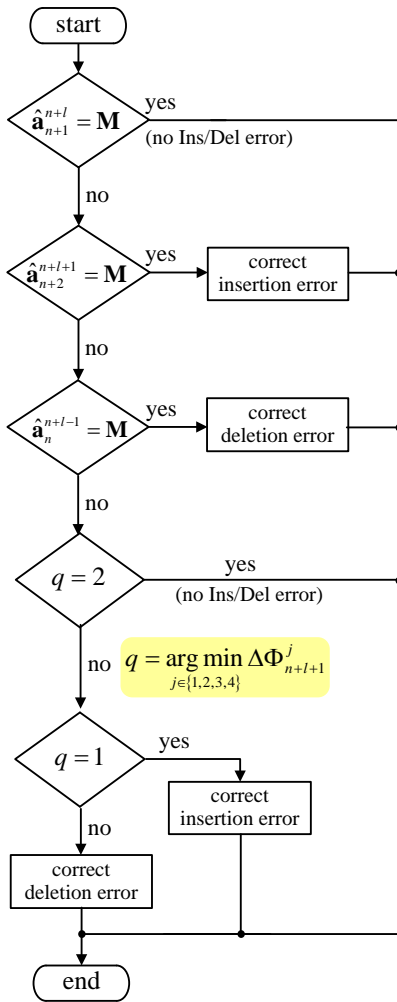 start
yes
â_{n+1}^{n+l} = M
(no Ins/Del error)
no
yes
â_{n+2}^{n+l+1} = M
correct
insertion error
no
yes
â_n^{n+l−1} = M
correct
deletion error
no
yes
q = 2
(no Ins/Del error)
no
q = arg min ΔΦ_{n+l+1}^j
j∈{1,2,3,4}
yes
q = 1
correct
insertion error
no
correct
deletion error
end